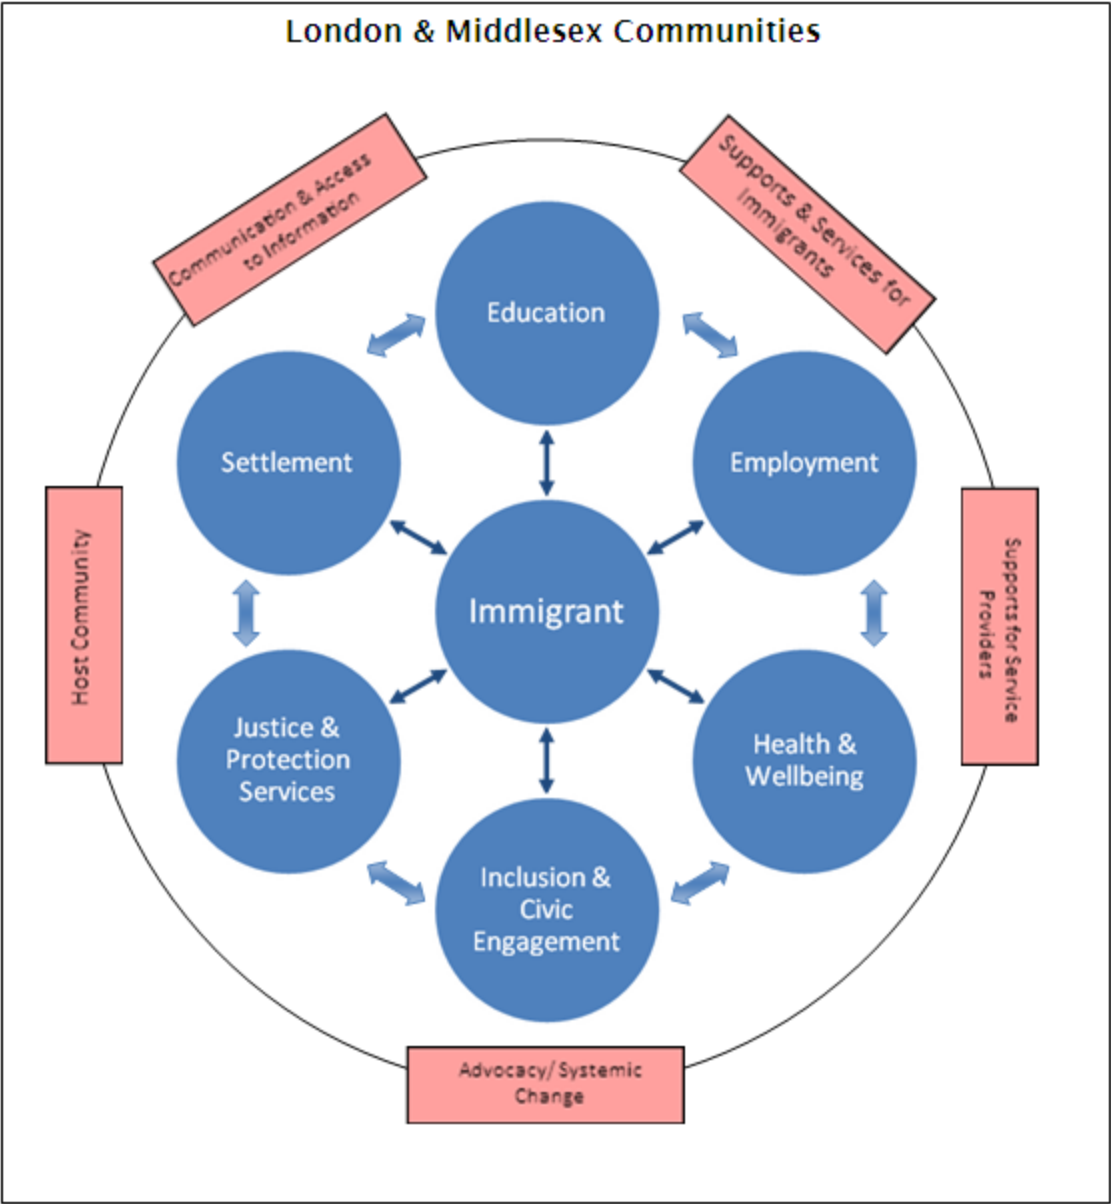 London & Middlesex Communities
Communication & Access
to Information
Supports & Services for
Immigrants
Education
Settlement
Employment
Host Community
Immigrant
Supports for Service
Providers
Justice &
Protection
Services
Health &
Wellbeing
Inclusion &
Civic
Engagement
Advocacy/ Systemic
Change